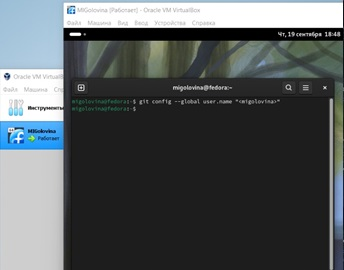 MIGolovina [Работает] - Oracle VM VirtualBox
Файл Машина Вид Ввод Устройства Справка
Чт, 19 сентября 18:48
Oracle VM VirtualBox
Файл Машина
Инструменты
MIGolovina
Работает
migolovina@fedora:~
migolovina@fedora:~$ git config --global user.name "<migolovina>"
migolovina@fedora:~$